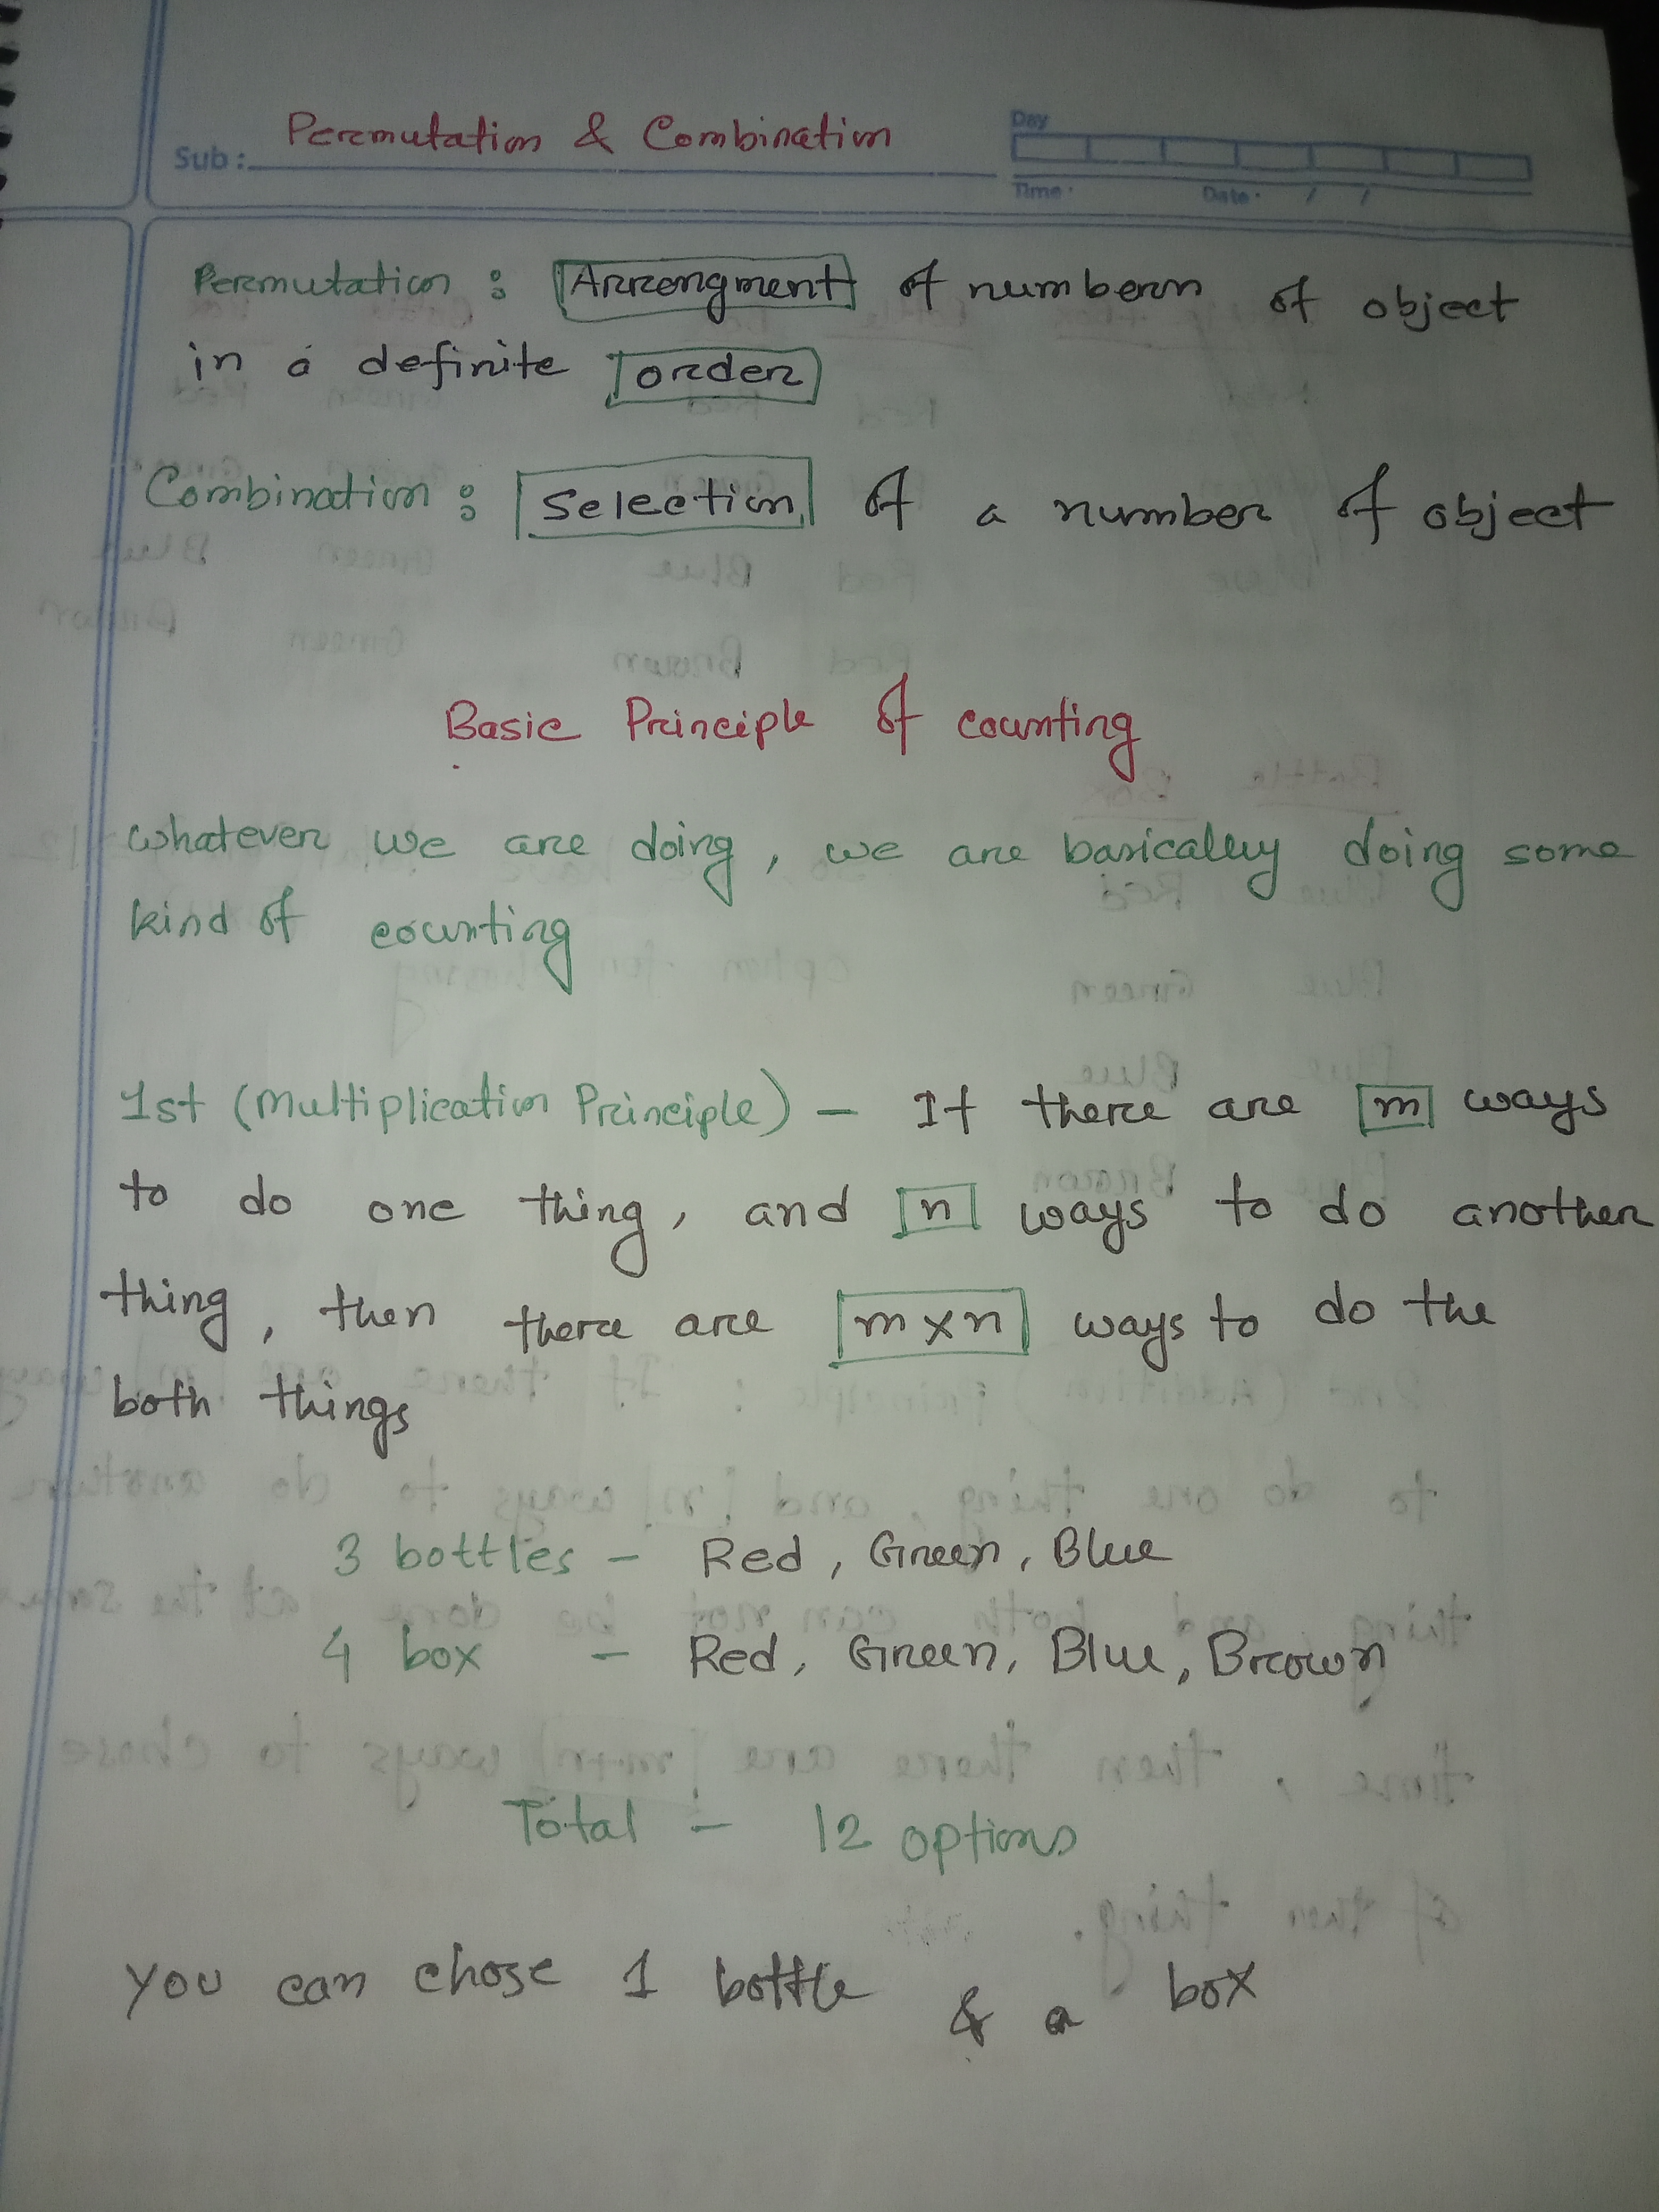 Permutation & Combination
Sub :
Day
Time : Date : / /
Permutation : Arrengment of number of object
in a definite order
Combination : Selection of a number of object
Basic Principle of counting
whatever we are doing, we are basically doing some
kind of counting
1st (Multiplication Principle) – If there are m ways
to do one thing, and n ways to do another
thing, then there are m x n ways to do the
both things
3 bottles – Red, Green, Blue
4 box – Red, Green, Blue, Brown
Total – 12 options
You can chose 1 bottle & a box